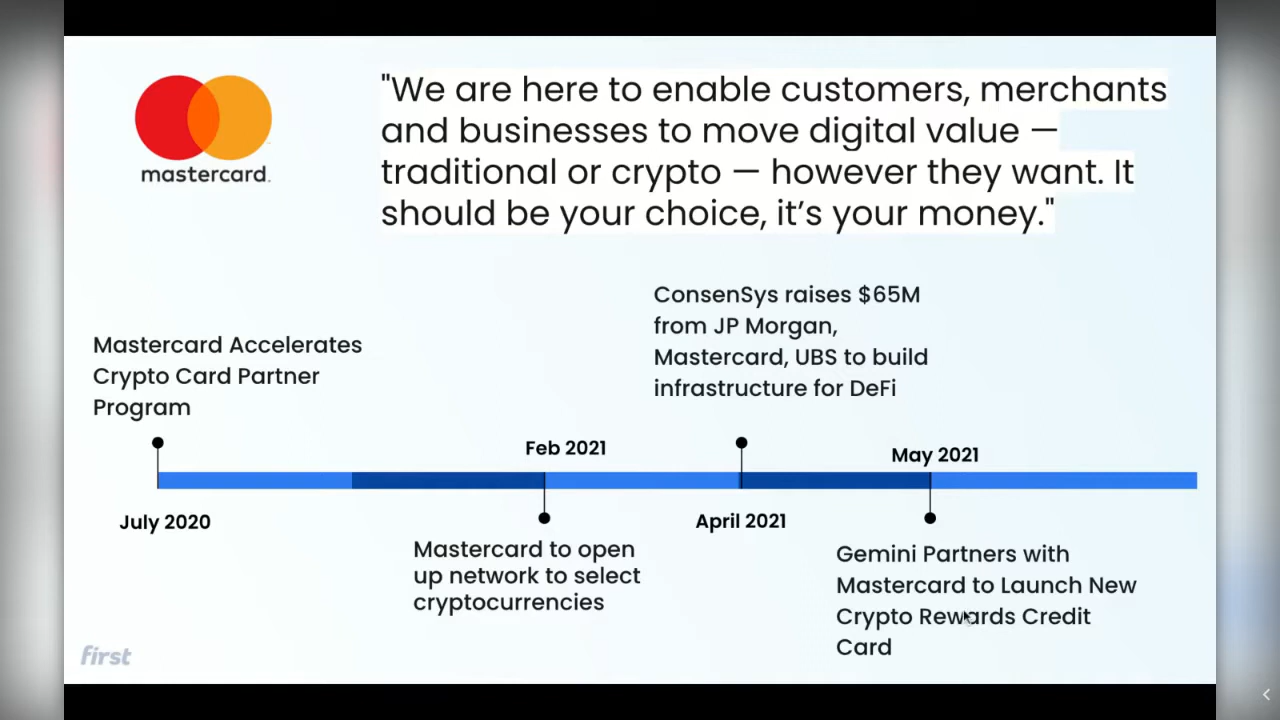 mastercard.
"We are here to enable customers, merchants
and businesses to move digital value —
traditional or crypto — however they want. It
should be your choice, it’s your money."
Mastercard Accelerates
Crypto Card Partner
Program
July 2020
Feb 2021
Mastercard to open
up network to select
cryptocurrencies
ConsenSys raises $65M
from JP Morgan,
Mastercard, UBS to build
infrastructure for DeFi
April 2021
May 2021
Gemini Partners with
Mastercard to Launch New
Crypto Rewards Credit
Card
first